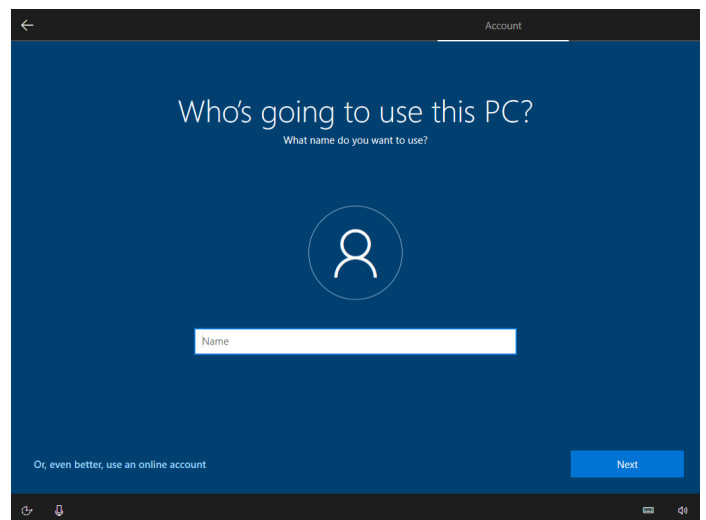 Account
Who's going to use this PC?
What name do you want to use?
Name
Or, even better, use an online account
Next